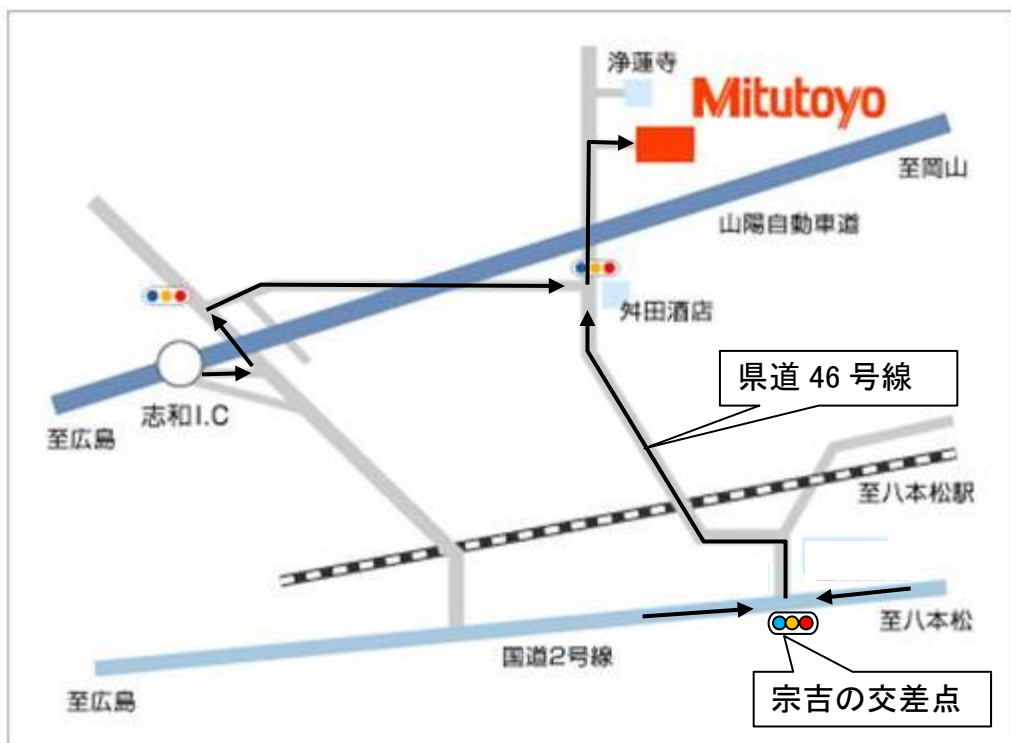 浄蓮寺
Mitutoyo
至岡山
山陽自動車道
舛田酒店
県道 46 号線
志和I.C
至広島
至八本松駅
至八本松
国道2号線
宗吉の交差点
至広島